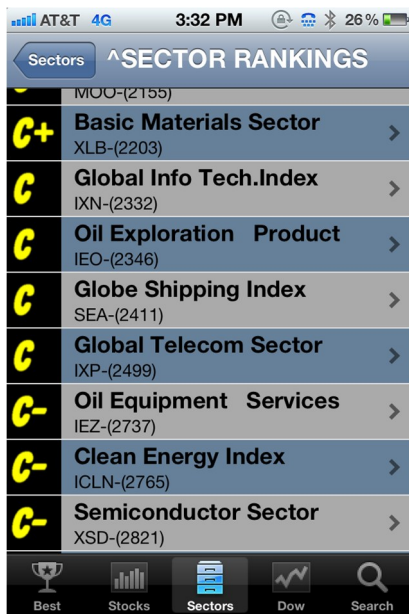 AT&T 4G 3:32 PM 26%
Sectors ^SECTOR RANKINGS
MOO-(2155)
C+ Basic Materials Sector
XLB-(2203)
C Global Info Tech.Index
IXN-(2332)
C Oil Exploration Product
IEO-(2346)
C Globe Shipping Index
SEA-(2411)
C Global Telecom Sector
IXP-(2499)
C- Oil Equipment Services
IEZ-(2737)
C- Clean Energy Index
ICLN-(2765)
C- Semiconductor Sector
XSD-(2821)
Best Stocks Sectors Dow Search